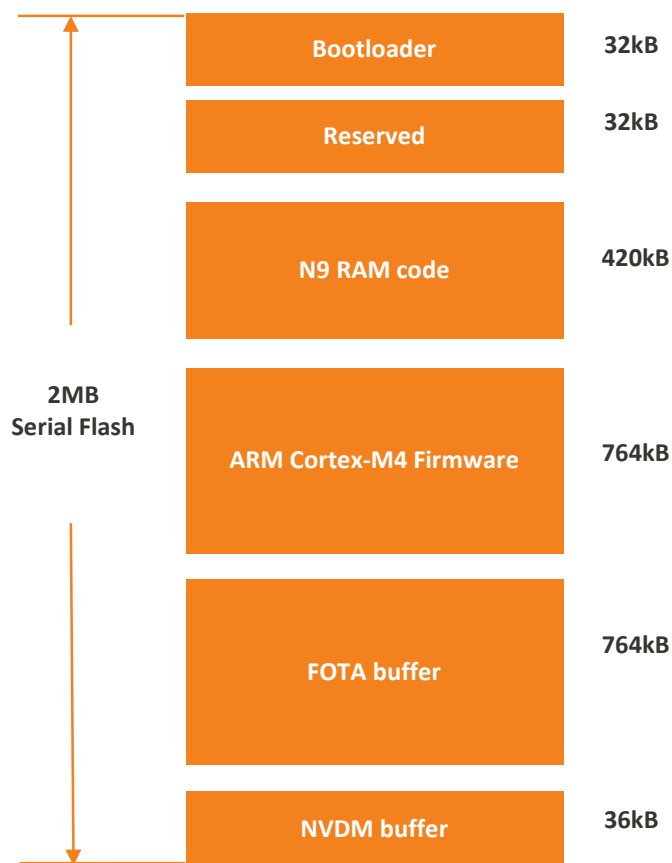 Bootloader
32kB
Reserved
32kB
N9 RAM code
420kB
2MB
Serial Flash
ARM Cortex-M4 Firmware
764kB
FOTA buffer
764kB
NVDM buffer
36kB